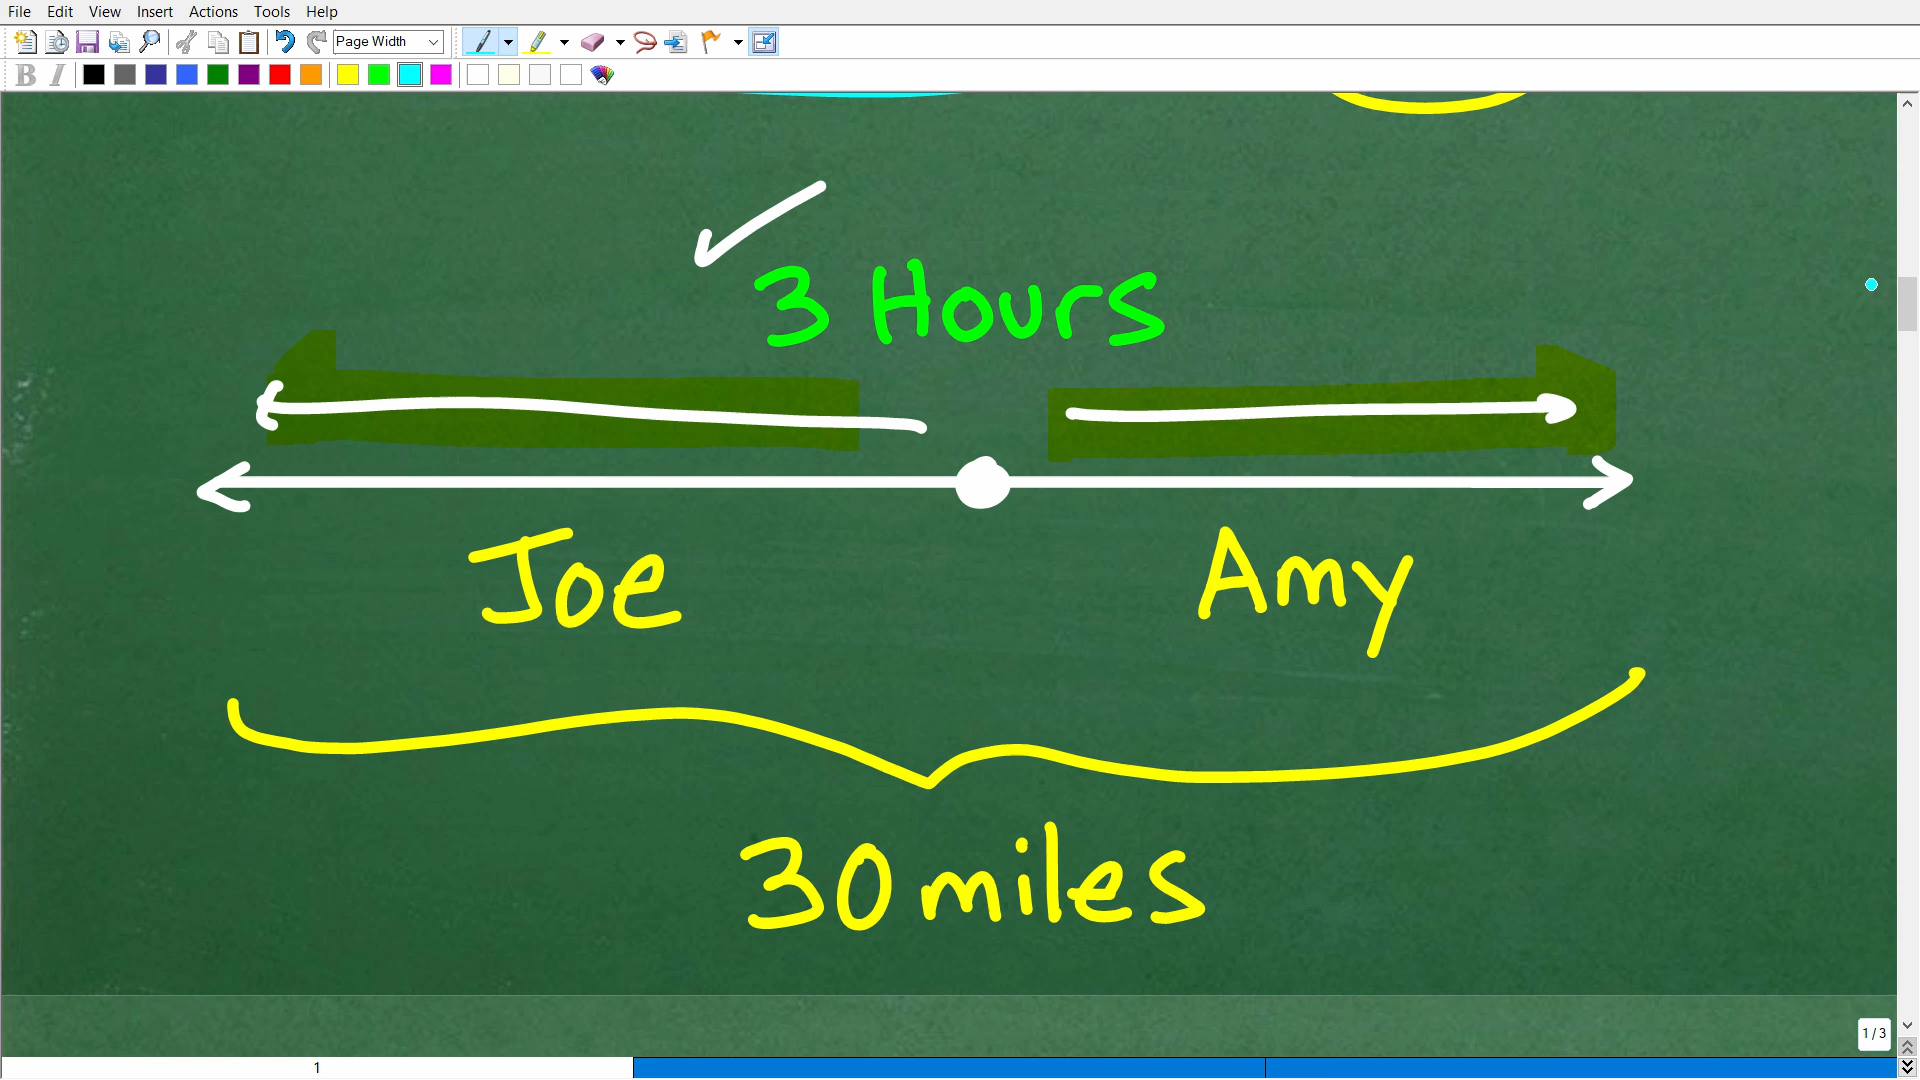 File Edit View Insert Actions Tools Help
Page Width
B I
3 Hours
Joe Amy
30 miles
1 / 3
1